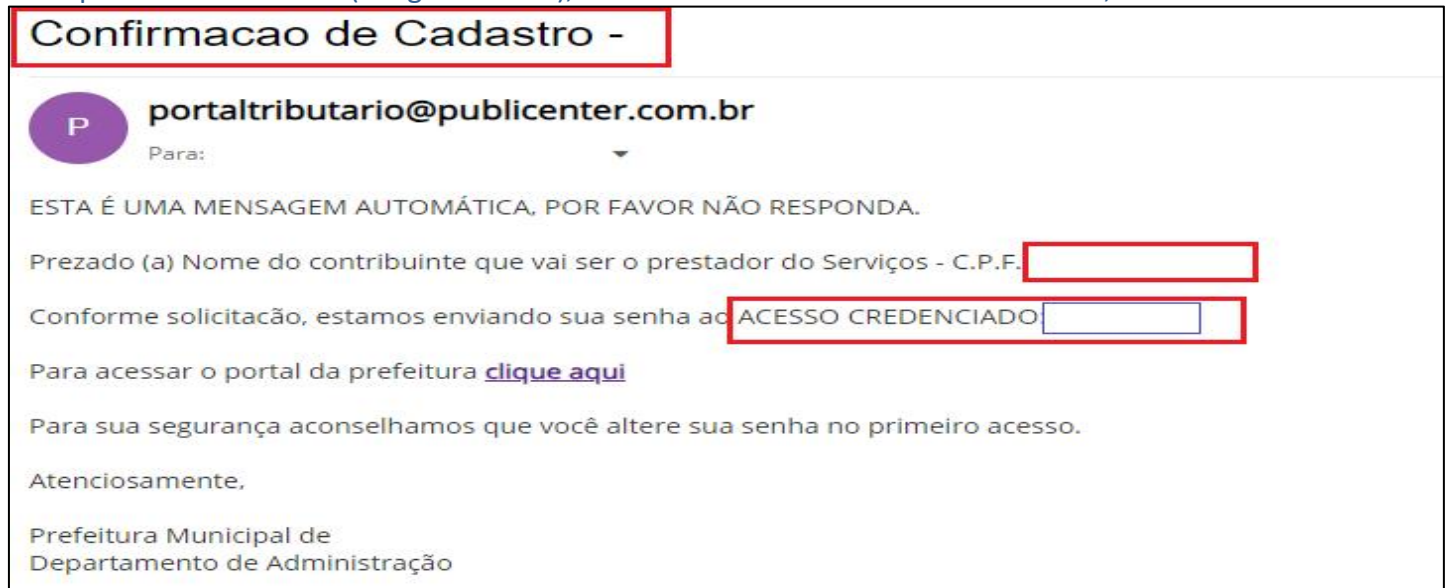 Confirmacao de Cadastro -
P
portaltributario@publicenter.com.br
Para:
ESTA É UMA MENSAGEM AUTOMÁTICA, POR FAVOR NÃO RESPONDA.
Prezado (a) Nome do contribuinte que vai ser o prestador do Serviços - C.P.F.
Conforme solicitacão, estamos enviando sua senha ao ACESSO CREDENCIADO:
Para acessar o portal da prefeitura clique aqui
Para sua segurança aconselhamos que você altere sua senha no primeiro acesso.
Atenciosamente,
Prefeitura Municipal de
Departamento de Administração